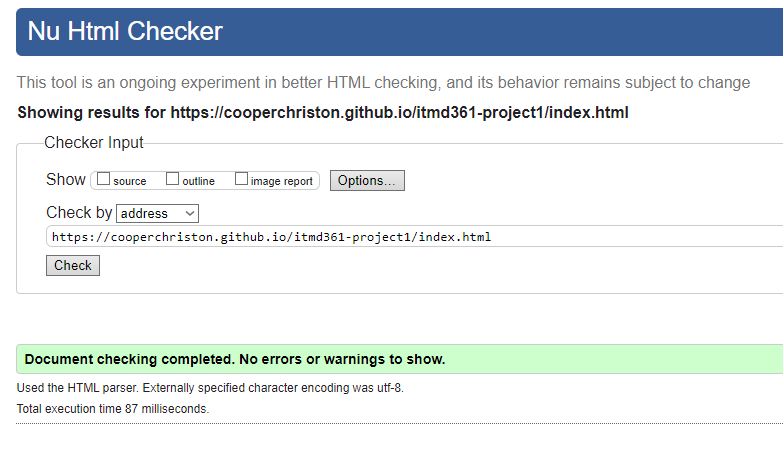 Nu Html Checker
This tool is an ongoing experiment in better HTML checking, and its behavior remains subject to change
Showing results for https://cooperchriston.github.io/itmd361-project1/index.html
Checker Input
Show source outline image report Options...
Check by address
https://cooperchriston.github.io/itmd361-project1/index.html
Check
Document checking completed. No errors or warnings to show.
Used the HTML parser. Externally specified character encoding was utf-8.
Total execution time 87 milliseconds.